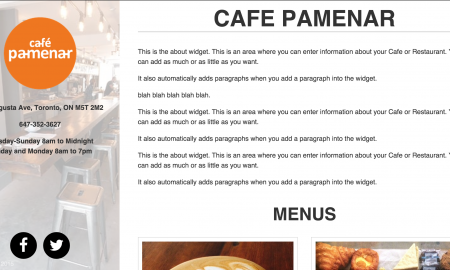 café
pamenar
gusta Ave, Toronto, ON M5T 2M2
647-352-3627
day-Sunday 8am to Midnight
day and Monday 8am to 7pm
CAFE PAMENAR
This is the about widget. This is an area where you can enter information about your Cafe or Restaurant.
can add as much or as little as you want.
It also automatically adds paragraphs when you add a paragraph into the widget.
blah blah blah blah blah.
This is the about widget. This is an area where you can enter information about your Cafe or Restaurant.
can add as much or as little as you want.
It also automatically adds paragraphs when you add a paragraph into the widget.
This is the about widget. This is an area where you can enter information about your Cafe or Restaurant.
can add as much or as little as you want.
It also automatically adds paragraphs when you add a paragraph into the widget.
MENUS